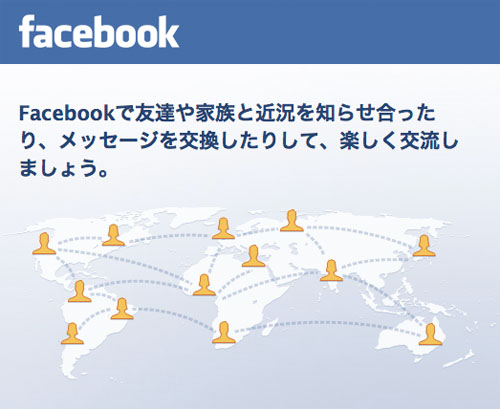 facebook
Facebookで友達や家族と近況を知らせ合った
り、メッセージを交換したりして、楽しく交流し
ましょう。